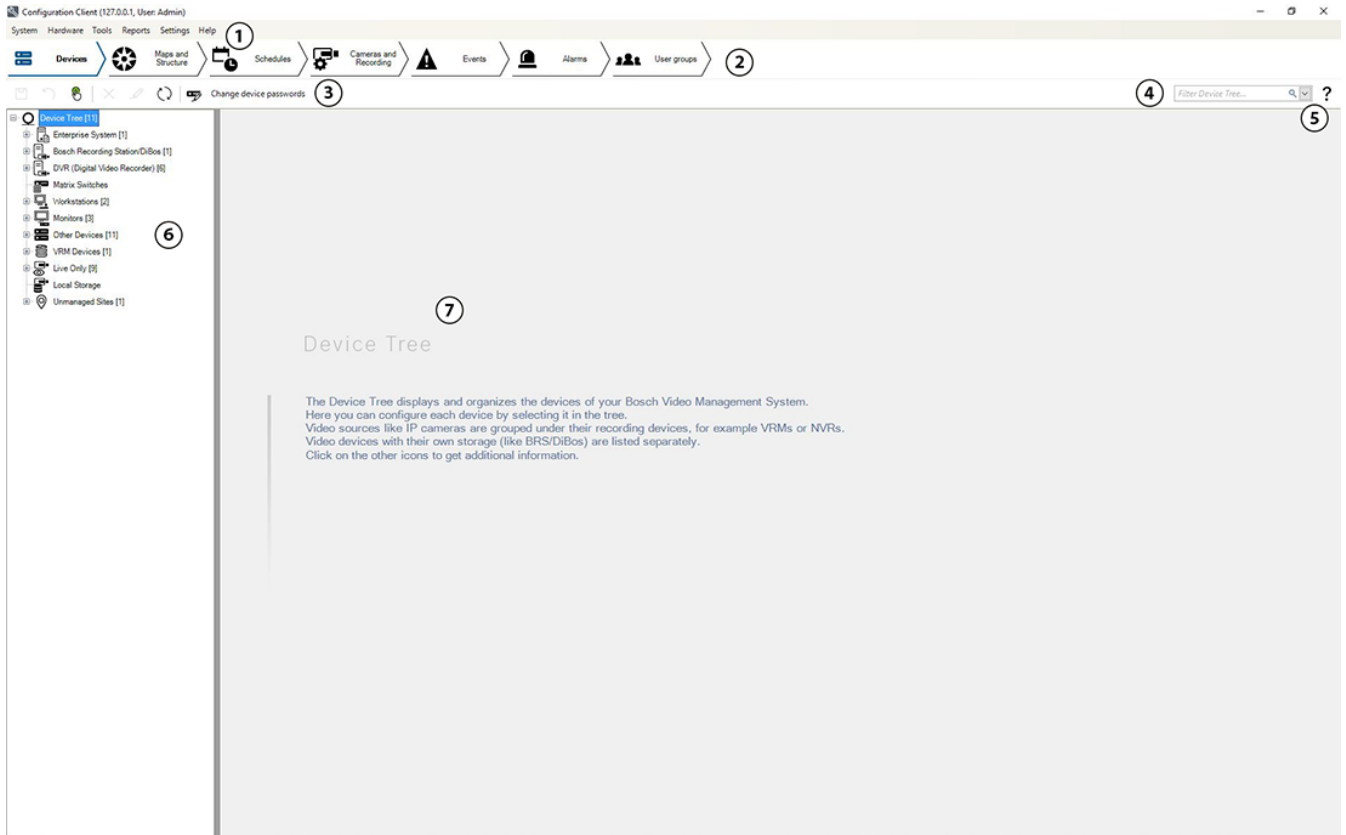 Configuration Client (127.0.0.1, User: Admin)
System Hardware Tools Reports Settings Help
1
Devices
Maps and
Structure
Schedules
Cameras and
Recording
Events
Alarms
User groups
2
Change device passwords
3
4
Filter Device Tree...
?
5
Device Tree [11]
Enterprise System [1]
Bosch Recording Station/DiBos [1]
DVR (Digital Video Recorder) [6]
Matrix Switches
Workstations [2]
Monitors [3]
Other Devices [11]
VRM Devices [1]
Live Only [9]
Local Storage
Unmanaged Sites [1]
6
7
Device Tree
The Device Tree displays and organizes the devices of your Bosch Video Management System.
Here you can configure each device by selecting it in the tree.
Video sources like IP cameras are grouped under their recording devices, for example VRMs or NVRs.
Video devices with their own storage (like BRS/DiBos) are listed separately.
Click on the other icons to get additional information.